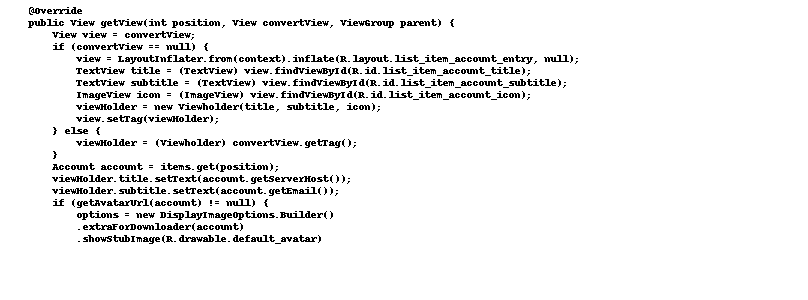 @Override
public View getView(int position, View convertView, ViewGroup parent) {
View view = convertView;
if (convertView == null) {
view = LayoutInflater.from(context).inflate(R.layout.list_item_account_entry, null);
TextView title = (TextView) view.findViewById(R.id.list_item_account_title);
TextView subtitle = (TextView) view.findViewById(R.id.list_item_account_subtitle);
ImageView icon = (ImageView) view.findViewById(R.id.list_item_account_icon);
viewHolder = new Viewholder(title, subtitle, icon);
view.setTag(viewHolder);
} else {
viewHolder = (Viewholder) convertView.getTag();
}
Account account = items.get(position);
viewHolder.title.setText(account.getServerHost());
viewHolder.subtitle.setText(account.getEmail());
if (getAvatarUrl(account) != null) {
options = new DisplayImageOptions.Builder()
.extraForDownloader(account)
.showStubImage(R.drawable.default_avatar)